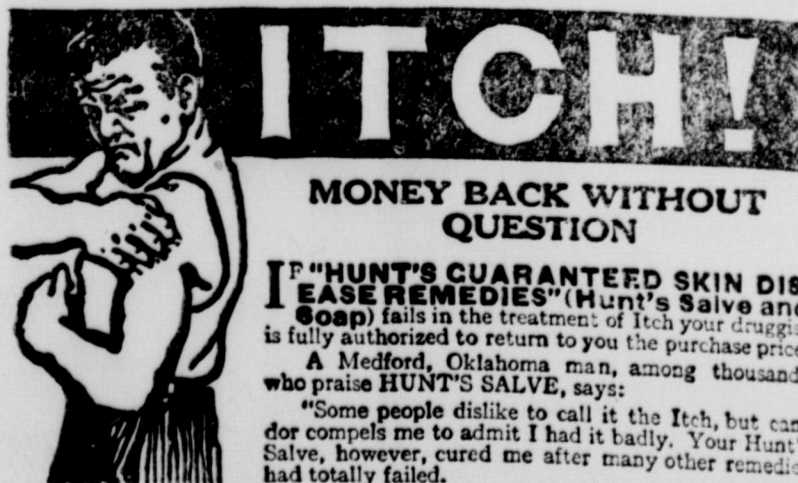 ITCH!
MONEY BACK WITHOUT
QUESTION
IF "HUNT'S GUARANTEED SKIN DIS
EASE REMEDIES" (Hunt's Salve and
Soap) fails in the treatment of Itch your druggis
is fully authorized to return to you the purchase price
A Medford, Oklahoma man, among thousand
who praise HUNT'S SALVE, says:
"Some people dislike to call it the Itch, but can
dor compels me to admit I had it badly. Your Hunt'
Salve, however, cured me after many other remedie
had totally failed.